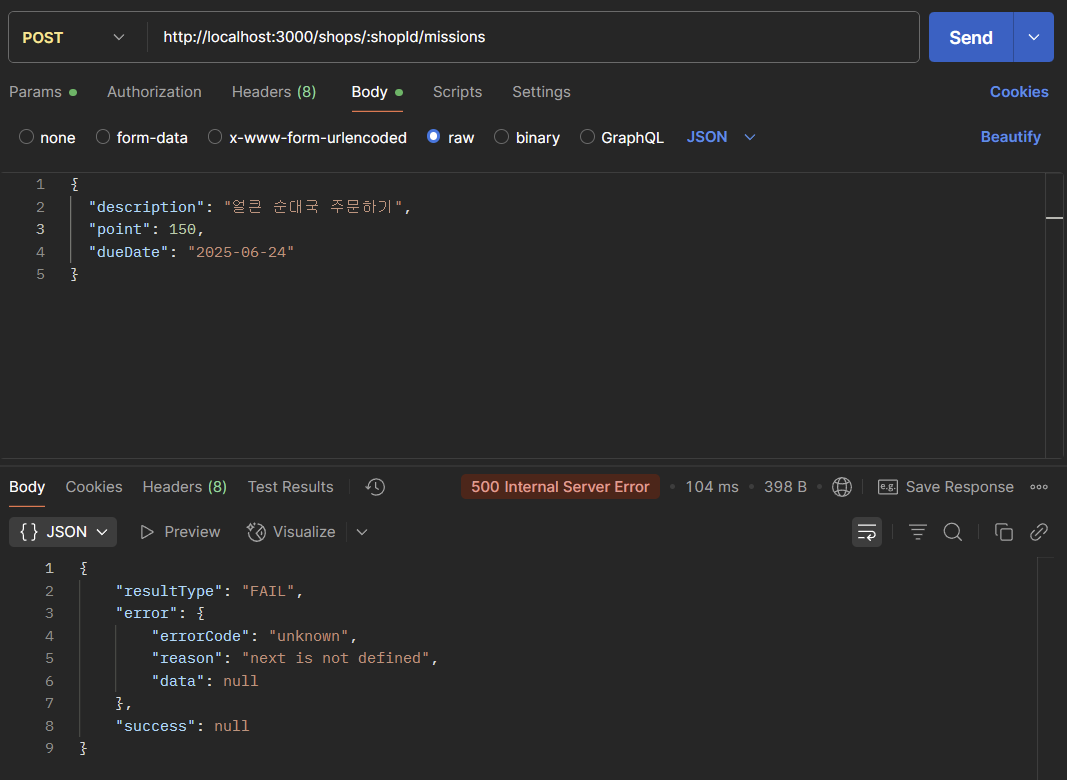 POST http://localhost:3000/shops/:shopId/missions Send
Params Authorization Headers (8) Body Scripts Settings Cookies
none form-data x-www-form-urlencoded raw binary GraphQL JSON Beautify
1 {
2 "description": "얼큰 순대국 주문하기",
3 "point": 150,
4 "dueDate": "2025-06-24"
5 }
Body Cookies Headers (8) Test Results 500 Internal Server Error 104 ms 398 B e.g. Save Response
{} JSON Preview Visualize
1 {
2 "resultType": "FAIL",
3 "error": {
4 "errorCode": "unknown",
5 "reason": "next is not defined",
6 "data": null
7 },
8 "success": null
9 }